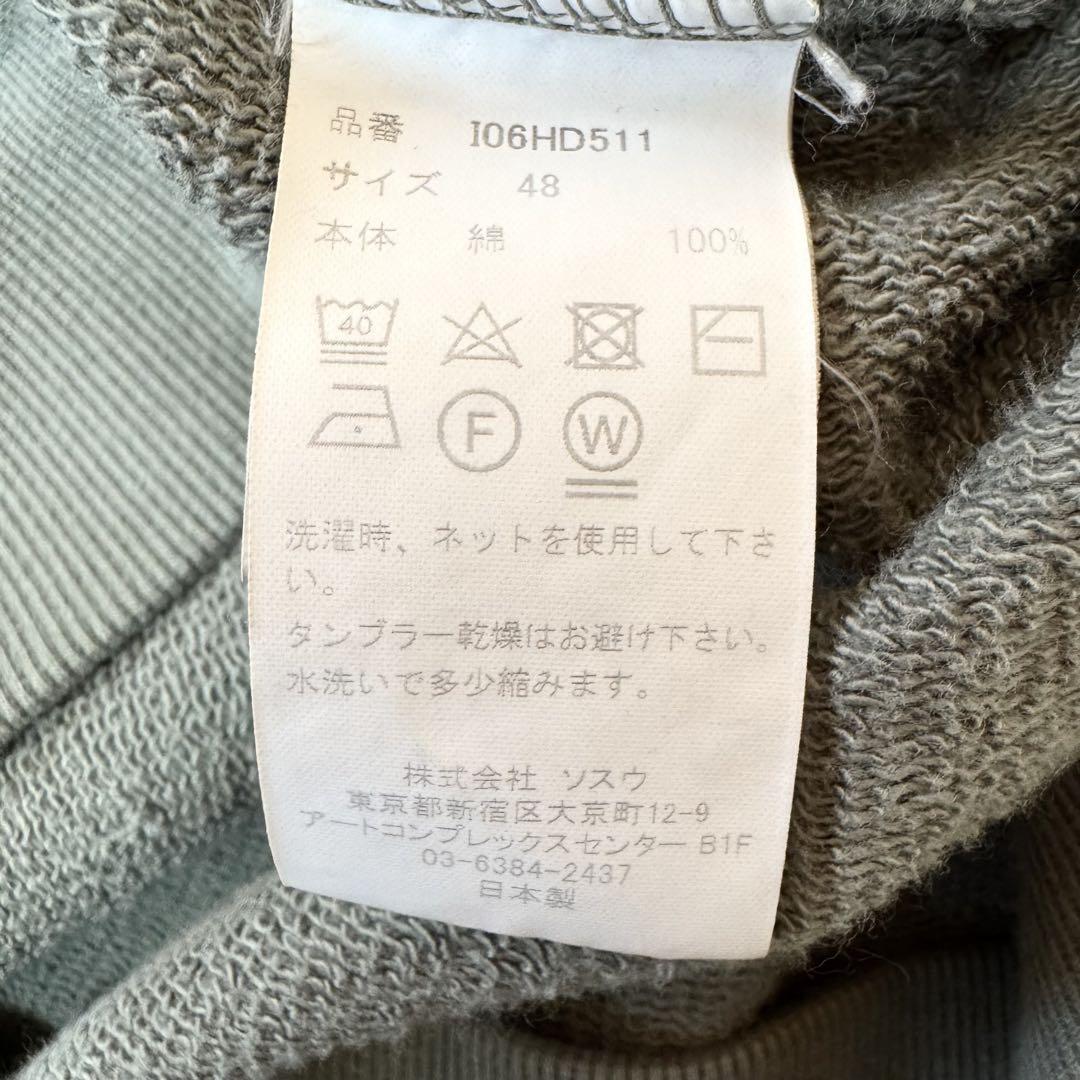 品番 I06HD511
サイズ 48
本体 綿 100%
40
F W
洗濯時、ネットを使用して下さ
い。
タンブラー乾燥はお避け下さい。
水洗いで多少縮みます。
株式会社 ソスウ
東京都新宿区大京町12-9
アートコンプレックスセンター B1F
03-6384-2437
日本製